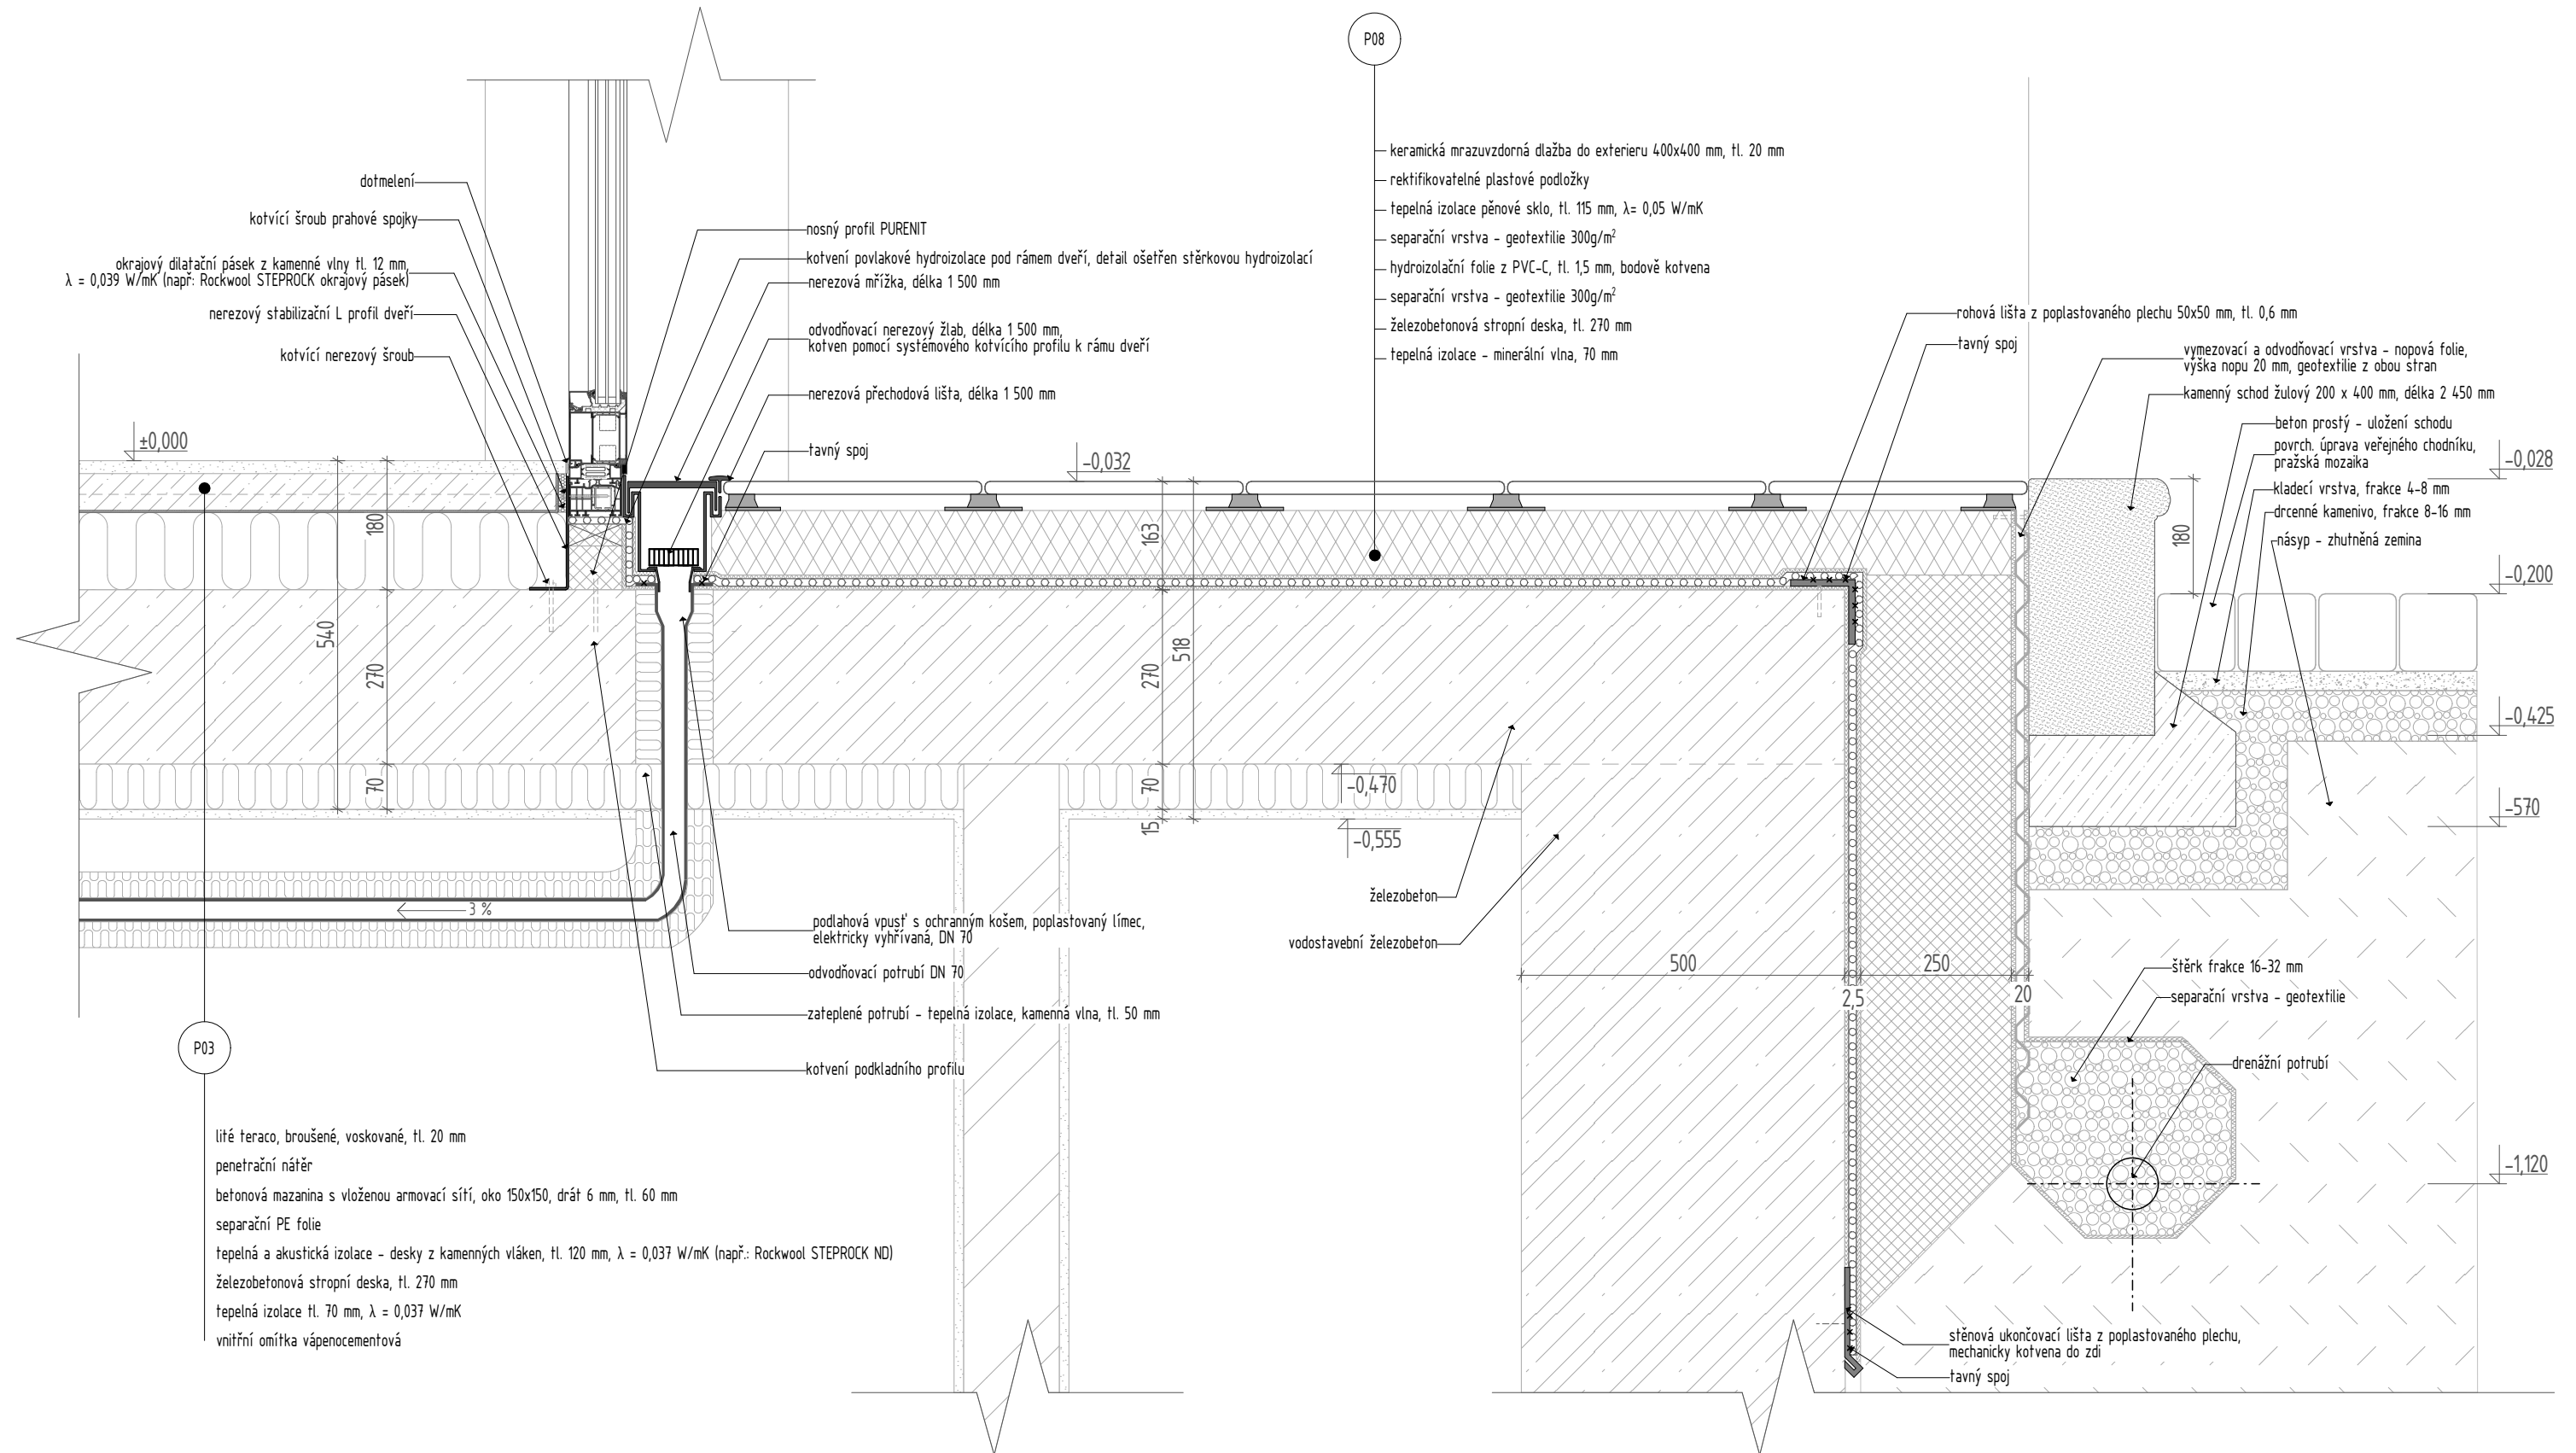 P08
keramická mrazuvzdorná dlažba do exterieru 400x400 mm, tl. 20 mm
rektifikovatelné plastové podložky
tepelná izolace pěnové sklo, tl. 115 mm, λ= 0,05 W/mK
separační vrstva - geotextilie 300g/m²
hydroizolační folie z PVC-C, tl. 1,5 mm, bodově kotvena
separační vrstva - geotextilie 300g/m²
železobetonová stropní deska, tl. 270 mm
tepelná izolace - minerální vlna, 70 mm
dotmelení
kotvící šroub prahové spojky
okrajový dilatační pásek z kamenné vlny tl. 12 mm,
λ = 0,039 W/mK (např: Rockwool STEPROCK okrajový pásek)
nerezový stabilizační L profil dveří
kotvící nerezový šroub
nosný profil PURENIT
kotvení povlakové hydroizolace pod rámem dveří, detail ošetřen stěrkovou hydroizolací
nerezová mřížka, délka 1 500 mm
odvodňovací nerezový žlab, délka 1 500 mm,
kotven pomocí systémového kotvícího profilu k rámu dveří
nerezová přechodová lišta, délka 1 500 mm
tavný spoj
rohová lišta z poplastovaného plechu 50x50 mm, tl. 0,6 mm
tavný spoj
vymezovací a odvodňovací vrstva - nopová folie,
výška nopu 20 mm, geotextilie z obou stran
kamenný schod žulový 200 x 400 mm, délka 2 450 mm
beton prostý - uložení schodu
povrch. úprava veřejného chodníku,
pražská mozaika
kladecí vrstva, frakce 4-8 mm
drcenné kamenivo, frakce 8-16 mm
násyp - zhutněná zemina
±0,000
-0,032
-0,028
-0,200
-0,425
-570
-1,120
-0,470
-0,555
180
540
270
70
163
518
270
70
15
180
500
2,5
250
20
3 %
železobeton
vodostavební železobeton
podlahová vpusť s ochranným košem, poplastovaný límec,
elektricky vyhřívaná, DN 70
odvodňovací potrubí DN 70
zateplené potrubí - tepelná izolace, kamenná vlna, tl. 50 mm
kotvení podkladního profilu
štěrk frakce 16-32 mm
separační vrstva - geotextilie
drenážní potrubí
stěnová ukončovací lišta z poplastovaného plechu,
mechanicky kotvena do zdi
tavný spoj
P03
lité teraco, broušené, voskované, tl. 20 mm
penetrační nátěr
betonová mazanina s vloženou armovací sítí, oko 150x150, drát 6 mm, tl. 60 mm
separační PE folie
tepelná a akustická izolace - desky z kamenných vláken, tl. 120 mm, λ = 0,037 W/mK (např.: Rockwool STEPROCK ND)
železobetonová stropní deska, tl. 270 mm
tepelná izolace tl. 70 mm, λ = 0,037 W/mK
vnitřní omítka vápenocementová